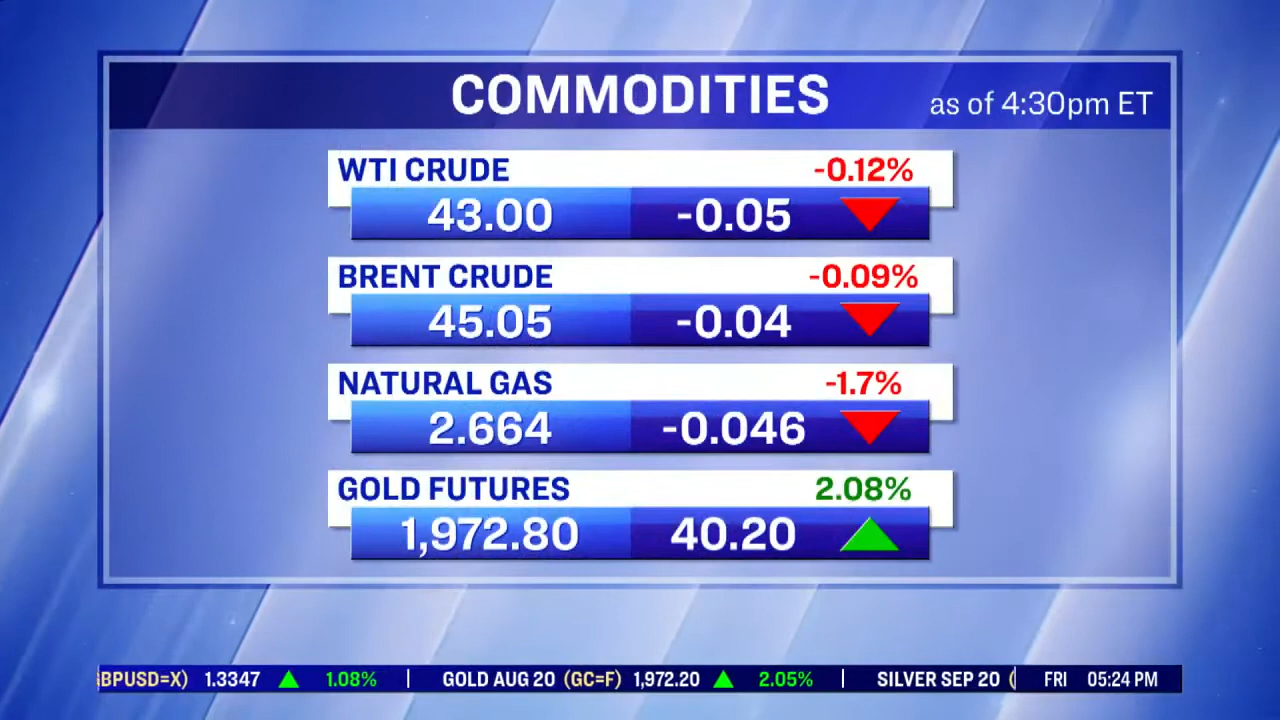 COMMODITIES
as of 4:30pm ET
WTI CRUDE -0.12%
43.00 -0.05
BRENT CRUDE -0.09%
45.05 -0.04
NATURAL GAS -1.7%
2.664 -0.046
GOLD FUTURES 2.08%
1,972.80 40.20
BPUSD=X) 1.3347 1.08% | GOLD AUG 20 (GC=F) 1,972.20 2.05% | SILVER SEP 20 ( FRI 05:24 PM